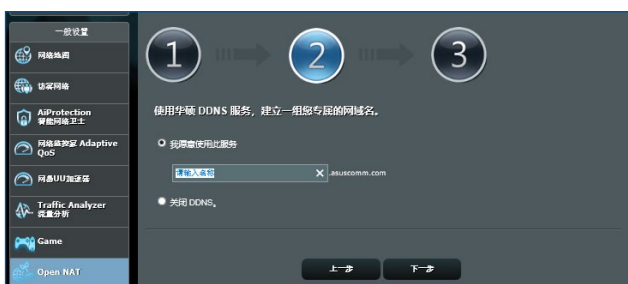 一般设置
网络地图
访客网络
AiProtection
智能网络卫士
网络监控器 Adaptive
QoS
网易UU加速器
Traffic Analyzer
流量分析
Game
Open NAT
1
2
3
使用华硕 DDNS 服务，建立一组您专属的网域名。
我愿意使用此服务
请输入名称
.asuscomm.com
关闭 DDNS。
上一步
下一步